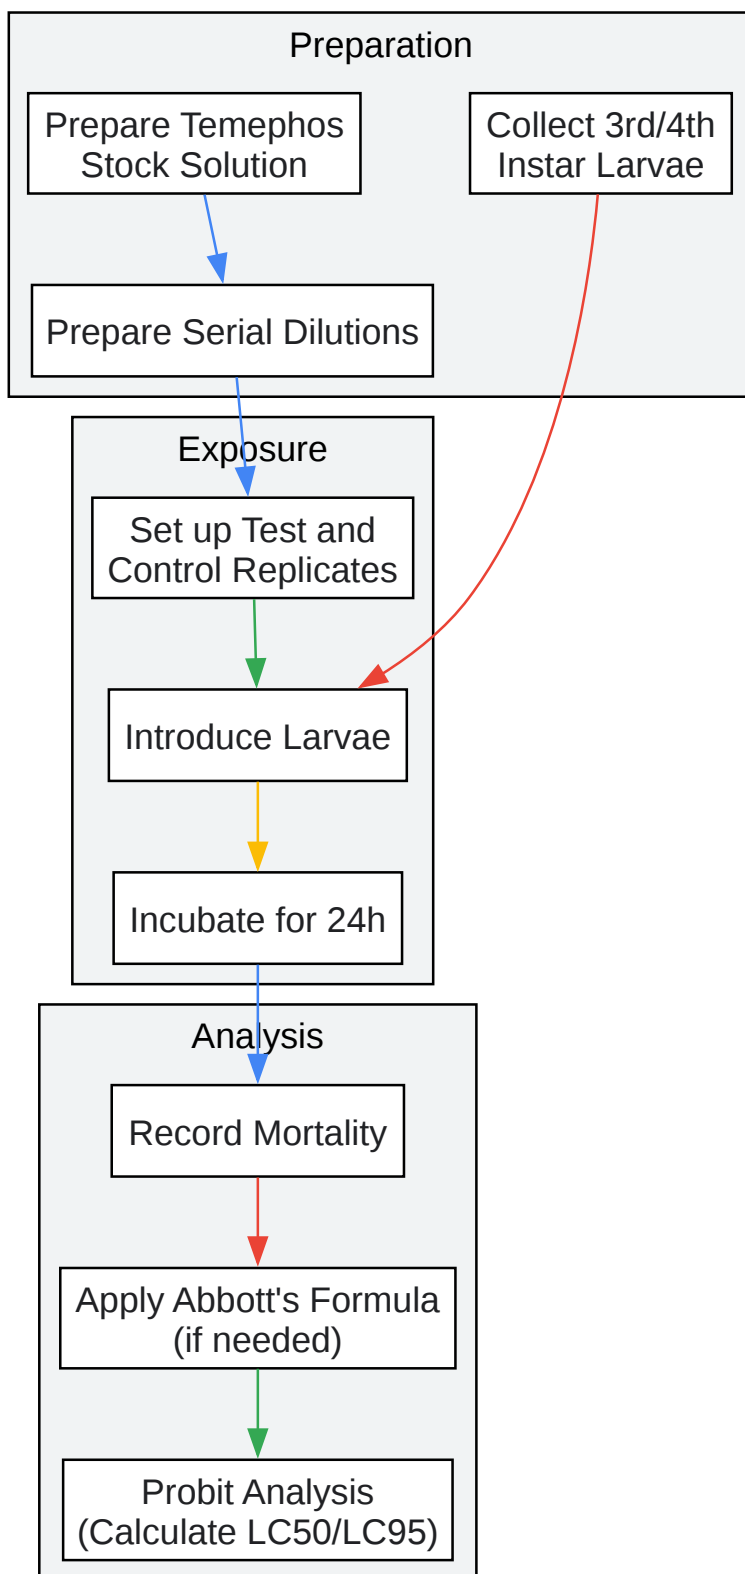 Preparation
Prepare Temephos
Stock Solution
Collect 3rd/4th
Instar Larvae
Prepare Serial Dilutions
Exposure
Set up Test and
Control Replicates
Introduce Larvae
Incubate for 24h
Analysis
Record Mortality
Apply Abbott's Formula
(if needed)
Probit Analysis
(Calculate LC50/LC95)